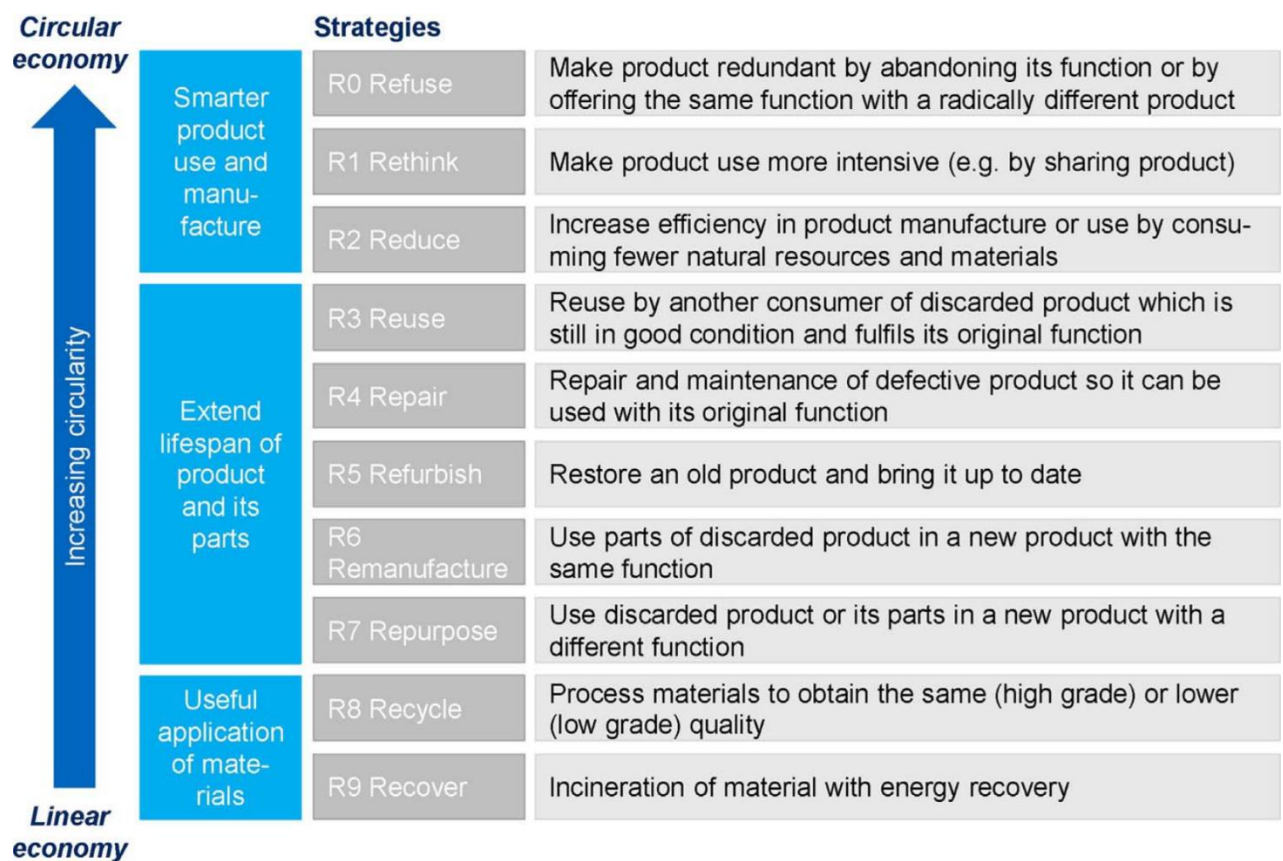 Circular
economy
Strategies
Smarter
product
use and
manu-
facture
R0 Refuse
Make product redundant by abandoning its function or by
offering the same function with a radically different product
R1 Rethink
Make product use more intensive (e.g. by sharing product)
R2 Reduce
Increase efficiency in product manufacture or use by consu-
ming fewer natural resources and materials
Increasing circularity
Extend
lifespan of
product
and its
parts
R3 Reuse
Reuse by another consumer of discarded product which is
still in good condition and fulfils its original function
R4 Repair
Repair and maintenance of defective product so it can be
used with its original function
R5 Refurbish
Restore an old product and bring it up to date
R6
Remanufacture
Use parts of discarded product in a new product with the
same function
R7 Repurpose
Use discarded product or its parts in a new product with a
different function
Useful
application
of mate-
rials
R8 Recycle
Process materials to obtain the same (high grade) or lower
(low grade) quality
R9 Recover
Incineration of material with energy recovery
Linear
economy